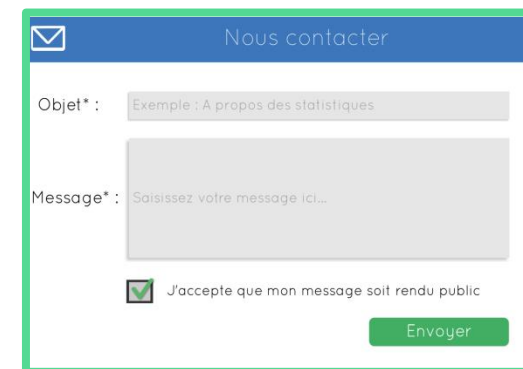 Nous contacter
Objet* :
Exemple : A propos des statistiques
Message* :
Saisissez votre message ici...
J'accepte que mon message soit rendu public
Envoyer